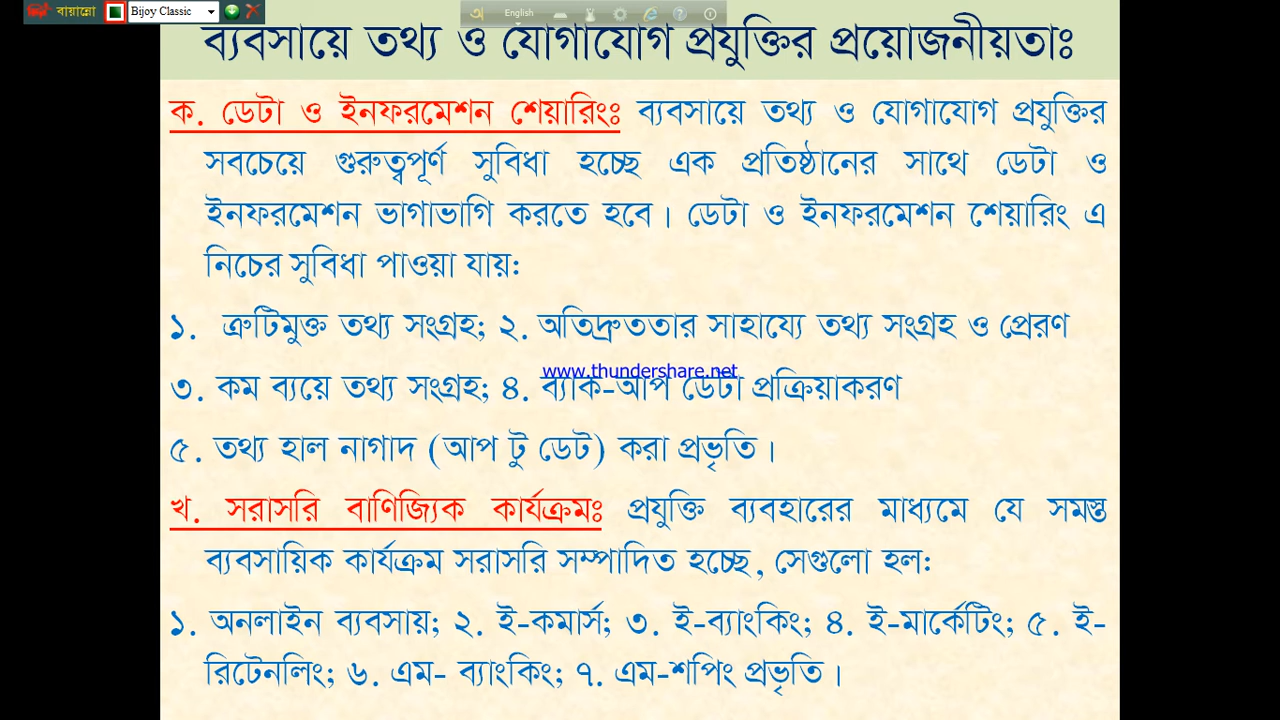 বায়ান্নো Bijoy Classic অ English
ব্যবসায়ে তথ্য ও যোগাযোগ প্রযুক্তির প্রয়োজনীয়তাঃ
ক. ডেটা ও ইনফরমেশন শেয়ারিংঃ ব্যবসায়ে তথ্য ও যোগাযোগ প্রযুক্তির
সবচেয়ে গুরুত্বপূর্ণ সুবিধা হচ্ছে এক প্রতিষ্ঠানের সাথে ডেটা ও
ইনফরমেশন ভাগাভাগি করতে হবে। ডেটা ও ইনফরমেশন শেয়ারিং এ
নিচের সুবিধা পাওয়া যায়:
১. ত্রুটিমুক্ত তথ্য সংগ্রহ; ২. অতিদ্রুততার সাহায্যে তথ্য সংগ্রহ ও প্রেরণ
www.thundershare.net
৩. কম ব্যয়ে তথ্য সংগ্রহ; ৪. ব্যাক-আপ ডেটা প্রক্রিয়াকরণ
৫. তথ্য হাল নাগাদ (আপ টু ডেট) করা প্রভৃতি।
খ. সরাসরি বাণিজ্যিক কার্যক্রমঃ প্রযুক্তি ব্যবহারের মাধ্যমে যে সমস্ত
ব্যবসায়িক কার্যক্রম সরাসরি সম্পাদিত হচ্ছে, সেগুলো হল:
১. অনলাইন ব্যবসায়; ২. ই-কমার্স; ৩. ই-ব্যাংকিং; ৪. ই-মার্কেটিং; ৫. ই-
রিটেনলিং; ৬. এম- ব্যাংকিং; ৭. এম-শপিং প্রভৃতি।